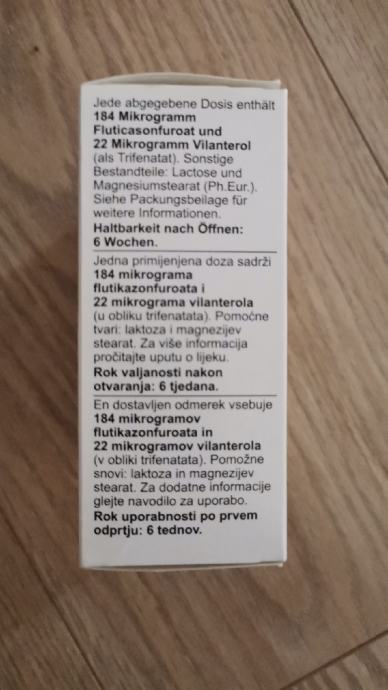 Jede abgegebene Dosis enthält
184 Mikrogramm
Fluticasonfuroat und
22 Mikrogramm Vilanterol
(als Trifenatat). Sonstige
Bestandteile: Lactose und
Magnesiumstearat (Ph.Eur.).
Siehe Packungsbeilage für
weitere Informationen.
Haltbarkeit nach Öffnen:
6 Wochen.
Jedna primijenjena doza sadrži
184 mikrograma
flutikazonfuroata i
22 mikrograma vilanterola
(u obliku trifenatata). Pomoćne
tvari: laktoza i magnezijev
stearat. Za više informacija
pročitajte uputu o lijeku.
Rok valjanosti nakon
otvaranja: 6 tjedana.
En dostavljen odmerek vsebuje
184 mikrogramov
flutikazonfuroata in
22 mikrogramov vilanterola
(v obliki trifenatata). Pomožne
snovi: laktoza in magnezijev
stearat. Za dodatne informacije
glejte navodilo za uporabo.
Rok uporabnosti po prvem
odprtju: 6 tednov.